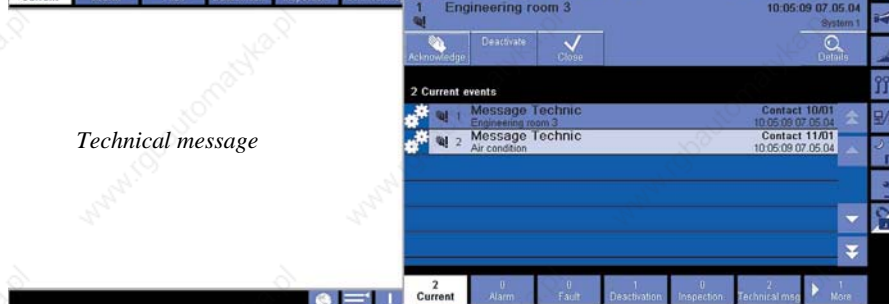 1 Engineering room 3 10:05:09 07.05.04
System 1
Acknowledge Deactivate Close Details
2 Current events
1 Message Technic Contact 10/01
Engineering room 3 10:05:09 07.05.04
2 Message Technic Contact 11/01
Air condition 10:05:09 07.05.04
Technical message
2 0 0 1 0 2 1
Current Alarm Fault Deactivation Inspection Technical msg More
www.rgbautomatyka.pl